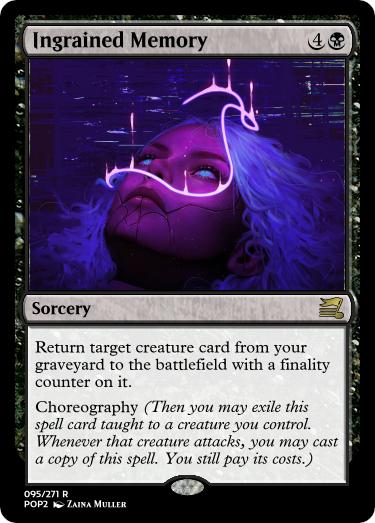 Ingrained Memory 4
Sorcery
Return target creature card from your
graveyard to the battlefield with a finality
counter on it.
Choreography (Then you may exile this
spell card taught to a creature you control.
Whenever that creature attacks, you may cast
a copy of this spell. You still pay its costs.)
095/271 R
POP2 Zaina Muller